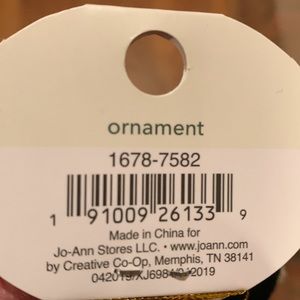 ornament
1678-7582
1 91009 26133 9
Made in China for
Jo-Ann Stores LLC. • www.joann.com
by Creative Co-Op, Memphis, TN 38141